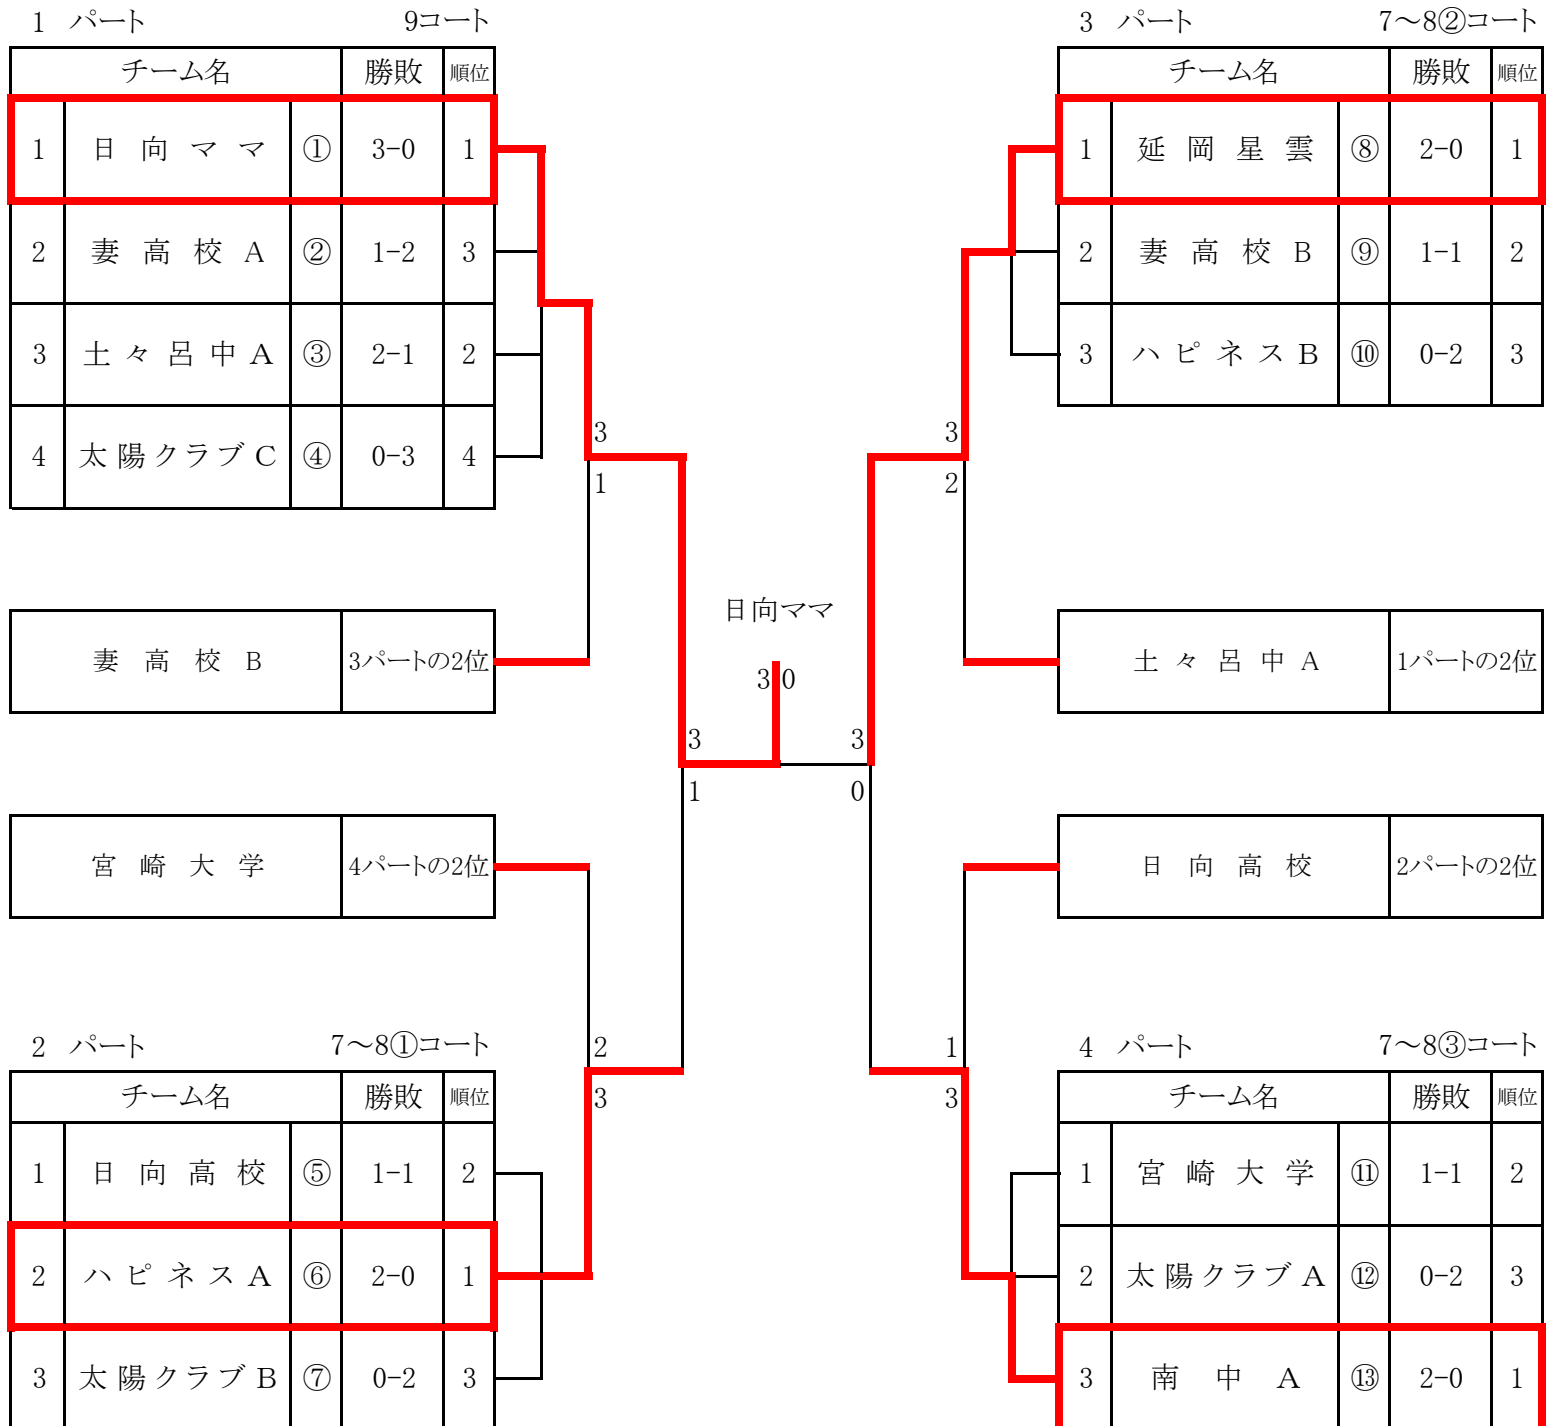 1 パート 9コート
チーム名 勝敗 順位
1 日向ママ ① 3-0 1
2 妻高校A ② 1-2 3
3 土々呂中A ③ 2-1 2
4 太陽クラブC ④ 0-3 4
妻高校B 3パートの2位
宮崎大学 4パートの2位
2 パート 7～8①コート
チーム名 勝敗 順位
1 日向高校 ⑤ 1-1 2
2 ハピネスA ⑥ 2-0 1
3 太陽クラブB ⑦ 0-2 3
3
1
2
3
3
1
日向ママ
3 0
3
0
3
2
1
3
3 パート 7～8②コート
チーム名 勝敗 順位
1 延岡星雲 ⑧ 2-0 1
2 妻高校B ⑨ 1-1 2
3 ハピネスB ⑩ 0-2 3
土々呂中A 1パートの2位
日向高校 2パートの2位
4 パート 7～8③コート
チーム名 勝敗 順位
1 宮崎大学 ⑪ 1-1 2
2 太陽クラブA ⑫ 0-2 3
3 南中A ⑬ 2-0 1